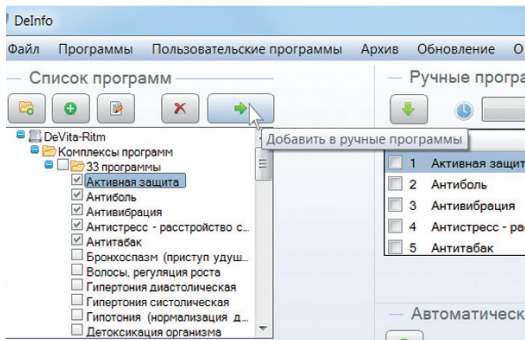 DeInfo
Файл Программы Пользовательские программы Архив Обновление О
Список программ
Ручные програ
Добавить в ручные программы
DeVita-Ritm
Комплексы программ
33 программы
Активная защита
Антиболь
Антивибрация
Антистресс - расстройство с...
Антитабак
Бронхоспазм (приступ удуш...
Волосы, регуляция роста
Гипертония диастолическая
Гипертония систолическая
Гипотония (нормализация д...
Детоксикация организма
1 Активная защит
2 Антиболь
3 Антивибрация
4 Антистресс - ра
5 Антитабак
Автоматическ